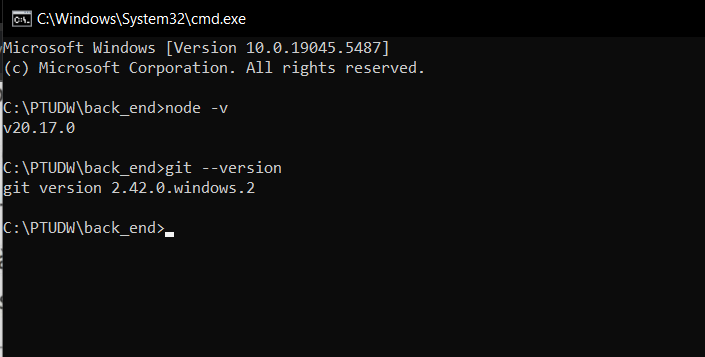 C:\Windows\System32\cmd.exe
Microsoft Windows [Version 10.0.19045.5487]
(c) Microsoft Corporation. All rights reserved.
C:\PTUDW\back_end>node -v
v20.17.0
C:\PTUDW\back_end>git --version
git version 2.42.0.windows.2
C:\PTUDW\back_end>